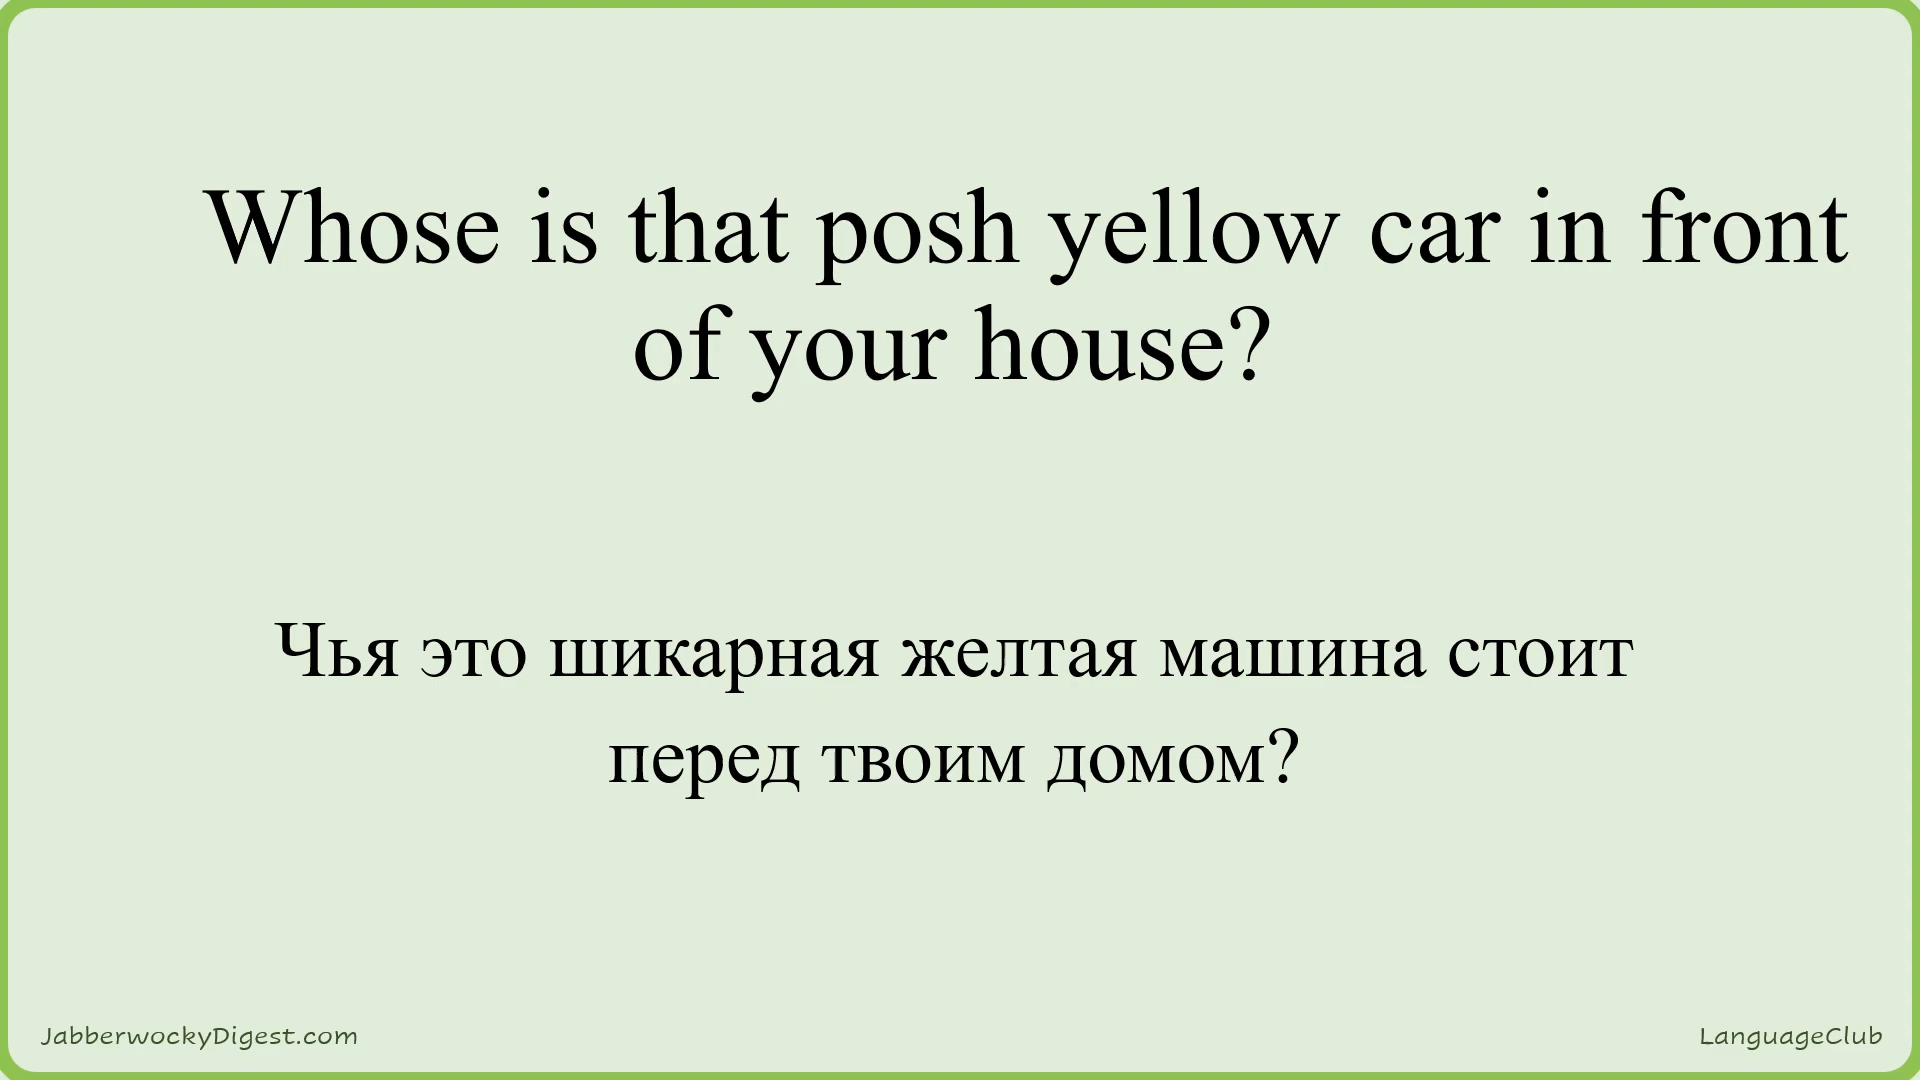 Whose is that posh yellow car in front
of your house?
Чья это шикарная желтая машина стоит
перед твоим домом?
JabberwockyDigest.com
LanguageClub